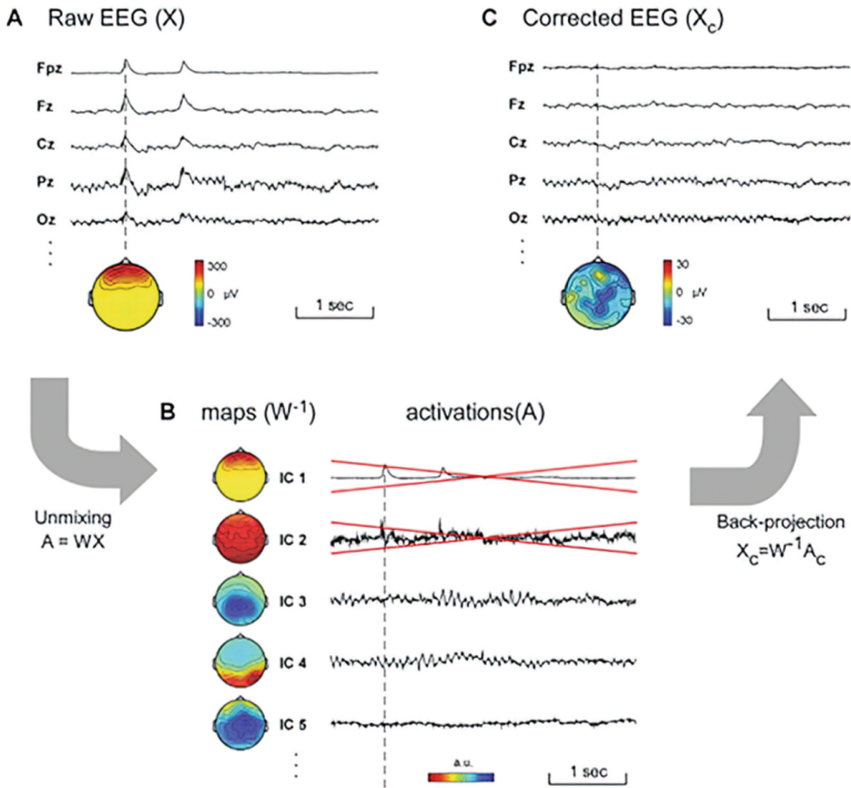 A Raw EEG (X)
Fpz
Fz
Cz
Pz
Oz
300
0 μV
-300
1 sec
C Corrected EEG (Xc)
Fpz
Fz
Cz
Pz
Oz
30
0 μV
-30
1 sec
Unmixing
A = WX
B maps (W-1) activations(A)
IC 1
IC 2
IC 3
IC 4
IC 5
a.u.
1 sec
Back-projection
Xc=W-1Ac